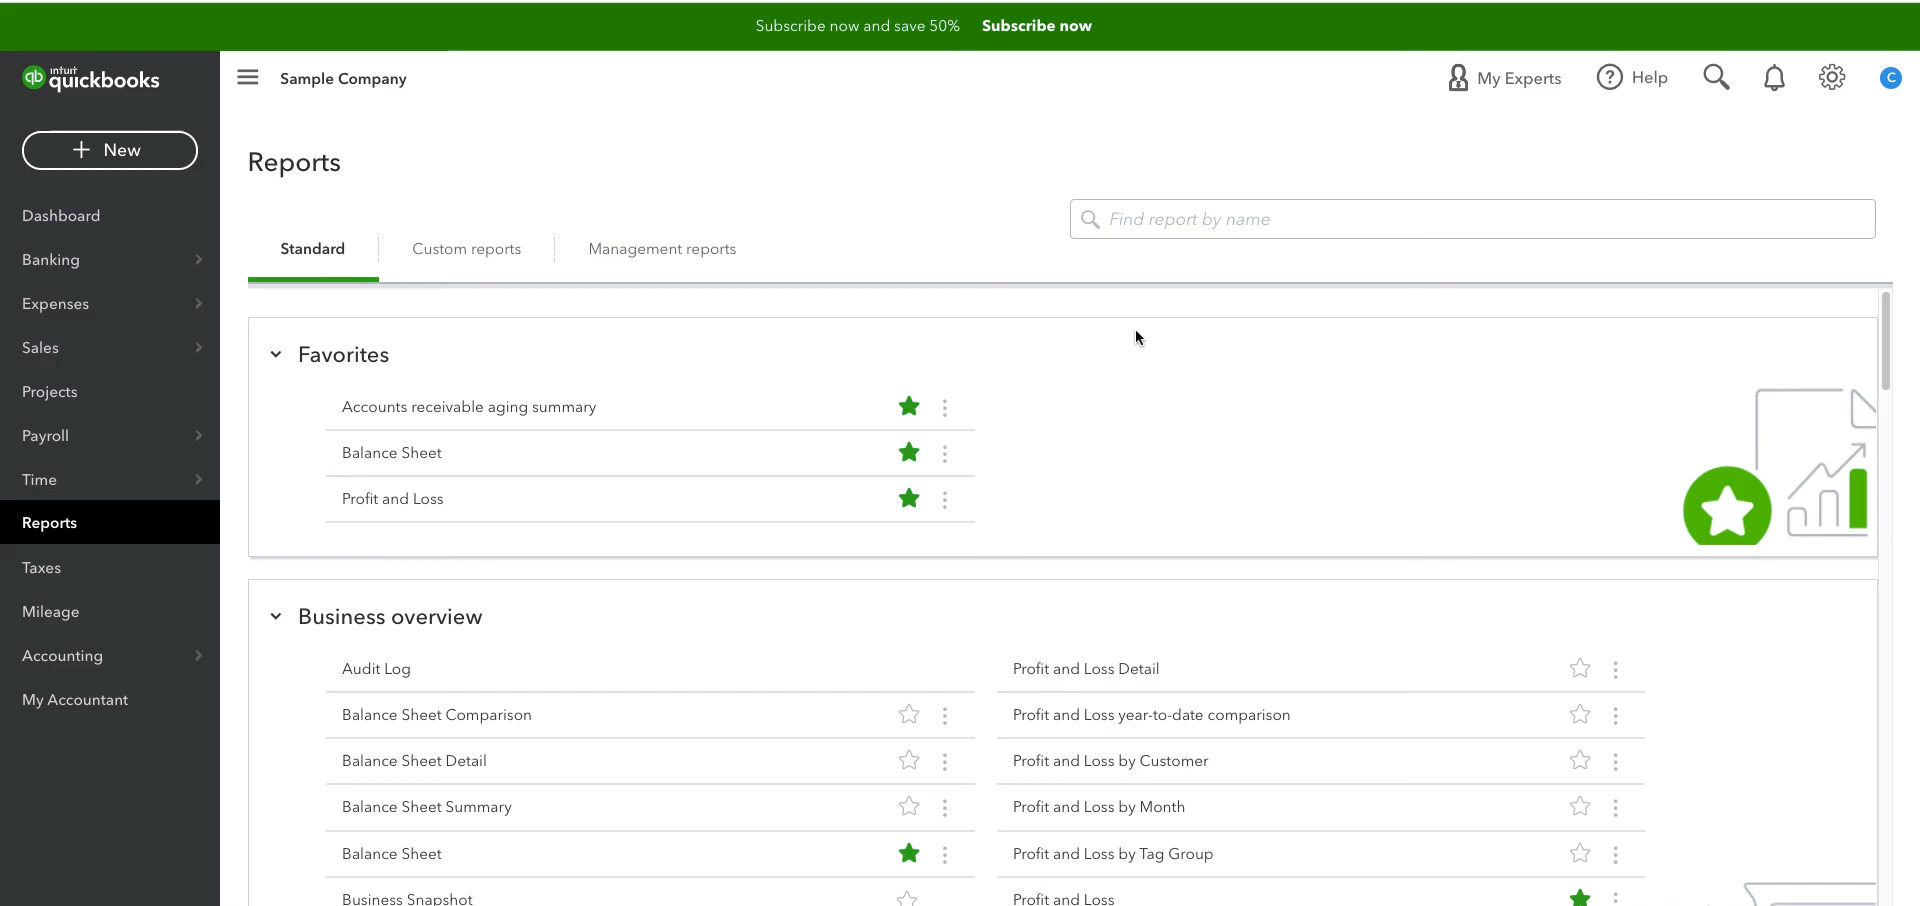 Subscribe now and save 50% Subscribe now
intuit
quickbooks
Sample Company
My Experts
Help
C
New
Reports
Find report by name
Standard
Custom reports
Management reports
Dashboard
Banking
Expenses
Sales
Projects
Payroll
Time
Reports
Taxes
Mileage
Accounting
My Accountant
Favorites
Accounts receivable aging summary
Balance Sheet
Profit and Loss
Business overview
Audit Log
Balance Sheet Comparison
Balance Sheet Detail
Balance Sheet Summary
Balance Sheet
Business Snapshot
Profit and Loss Detail
Profit and Loss year-to-date comparison
Profit and Loss by Customer
Profit and Loss by Month
Profit and Loss by Tag Group
Profit and Loss